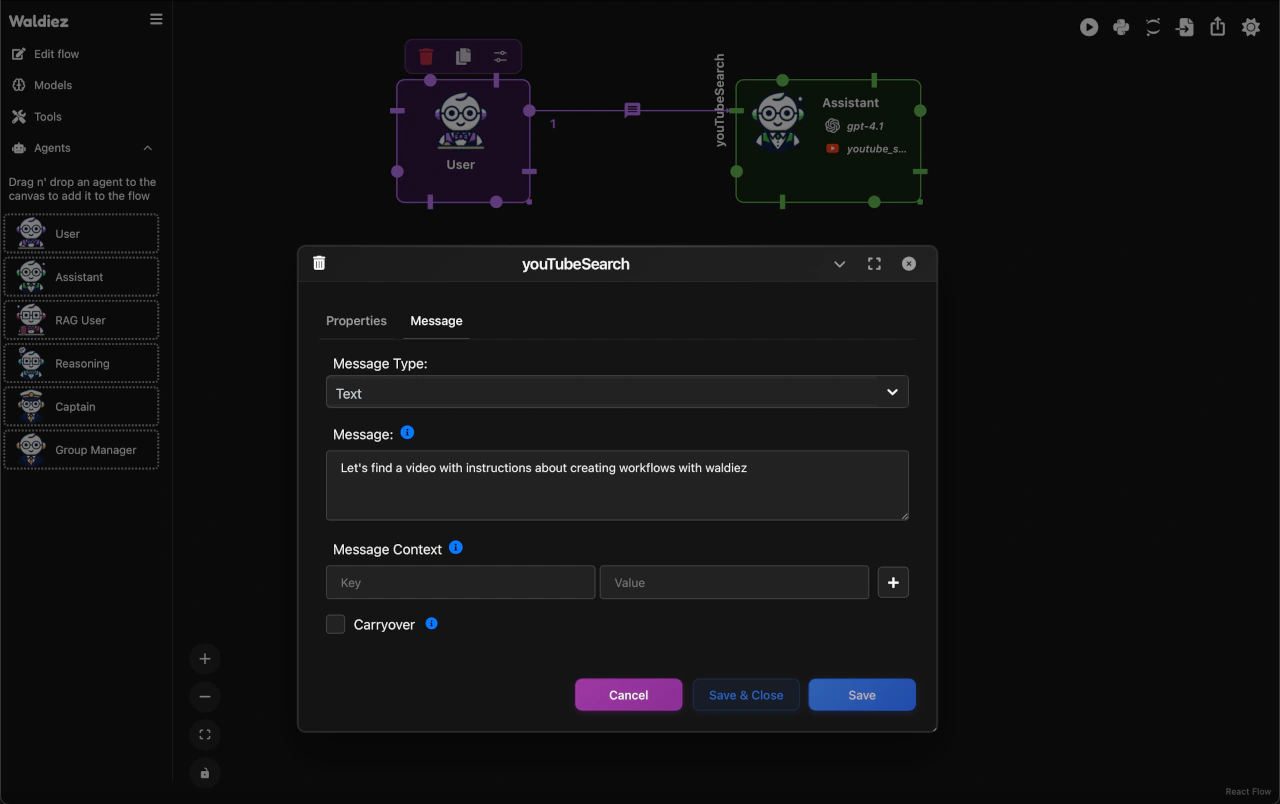 Waldiez
Edit flow
Models
Tools
Agents
Drag n' drop an agent to the
canvas to add it to the flow
User
Assistant
RAG User
Reasoning
Captain
Group Manager
User
1
youTubeSearch
Assistant
gpt-4.1
youtube_s...
youTubeSearch
Properties
Message
Message Type:
Text
Message:
Let's find a video with instructions about creating workflows with waldiez
Message Context
Key
Value
Carryover
Cancel
Save & Close
Save
React Flow